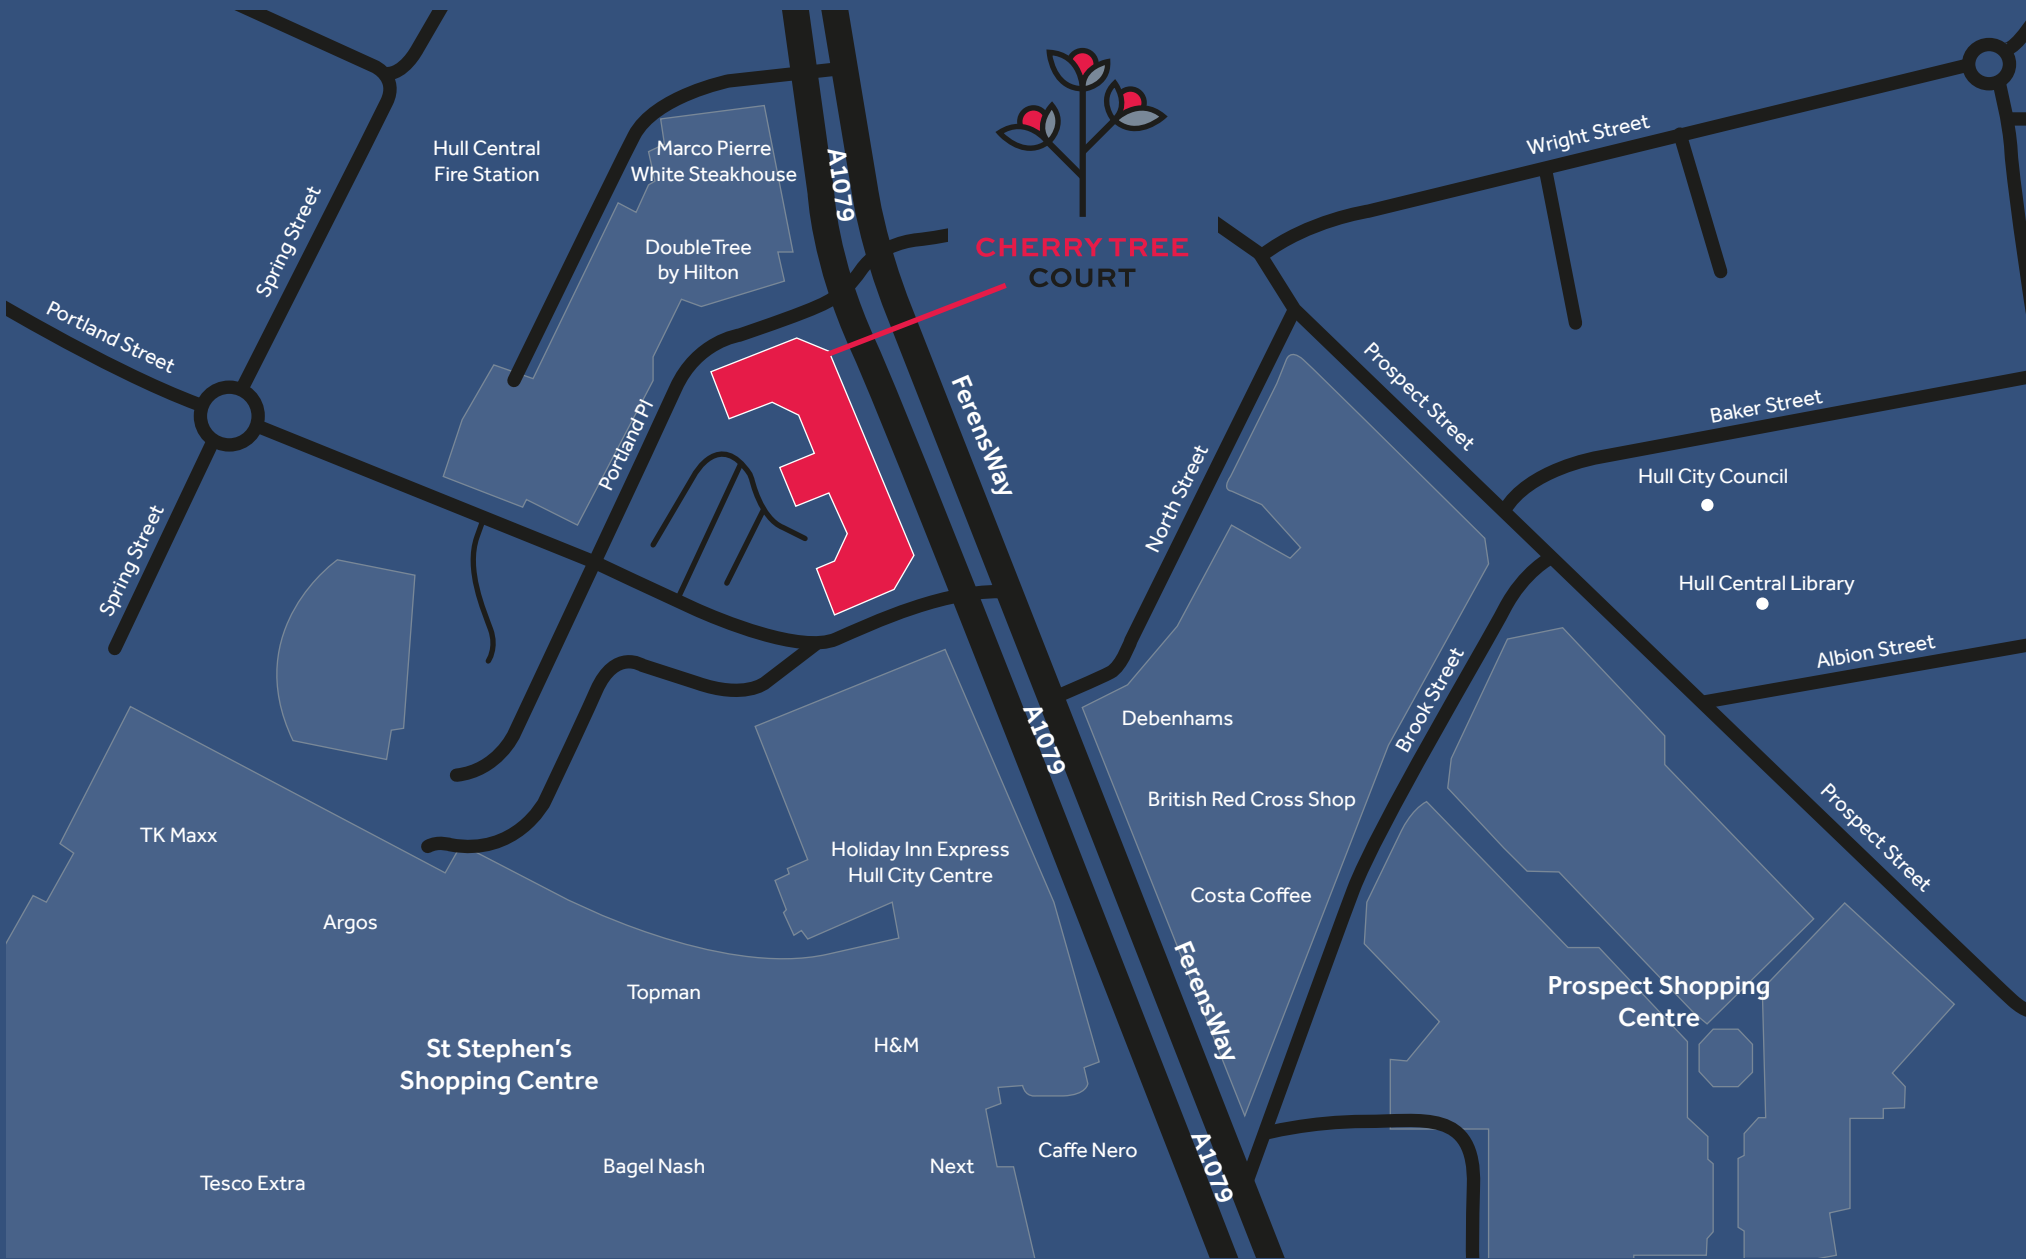 Hull Central
Fire Station
Marco Pierre
White Steakhouse
A1079
CHERRY TREE
COURT
Wright Street
Spring Street
DoubleTree
by Hilton
Portland Street
Portland Pl
FerensWay
Prospect Street
Baker Street
North Street
Hull City Council
Spring Street
Hull Central Library
Albion Street
Brook Street
A1079
Debenhams
British Red Cross Shop
Prospect Street
TK Maxx
Holiday Inn Express
Hull City Centre
Costa Coffee
Argos
FerensWay
Topman
Prospect Shopping
Centre
H&M
St Stephen’s
Shopping Centre
Caffe Nero
A1079
Bagel Nash
Next
Tesco Extra